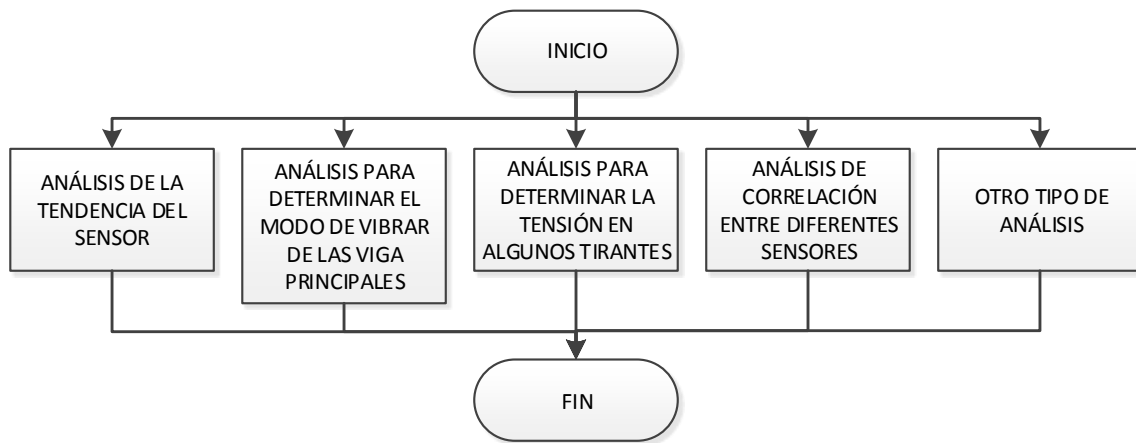 INICIO
ANÁLISIS DE LA
TENDENCIA DEL
SENSOR
ANÁLISIS PARA
DETERMINAR EL
MODO DE VIBRAR
DE LAS VIGA
PRINCIPALES
ANÁLISIS PARA
DETERMINAR LA
TENSIÓN EN
ALGUNOS TIRANTES
ANÁLISIS DE
CORRELACIÓN
ENTRE DIFERENTES
SENSORES
OTRO TIPO DE
ANÁLISIS
FIN